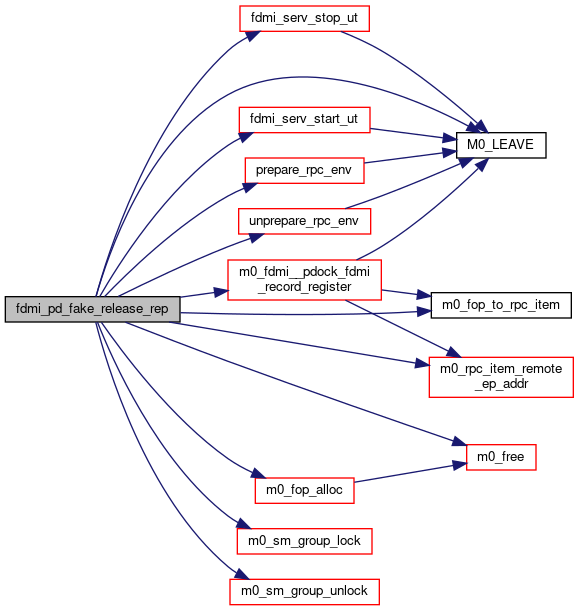 fdmi_serv_stop_ut
fdmi_serv_start_ut
M0_LEAVE
prepare_rpc_env
unprepare_rpc_env
m0_fdmi__pdock_fdmi
_record_register
fdmi_pd_fake_release_rep
m0_fop_to_rpc_item
m0_rpc_item_remote
_ep_addr
m0_free
m0_fop_alloc
m0_sm_group_lock
m0_sm_group_unlock